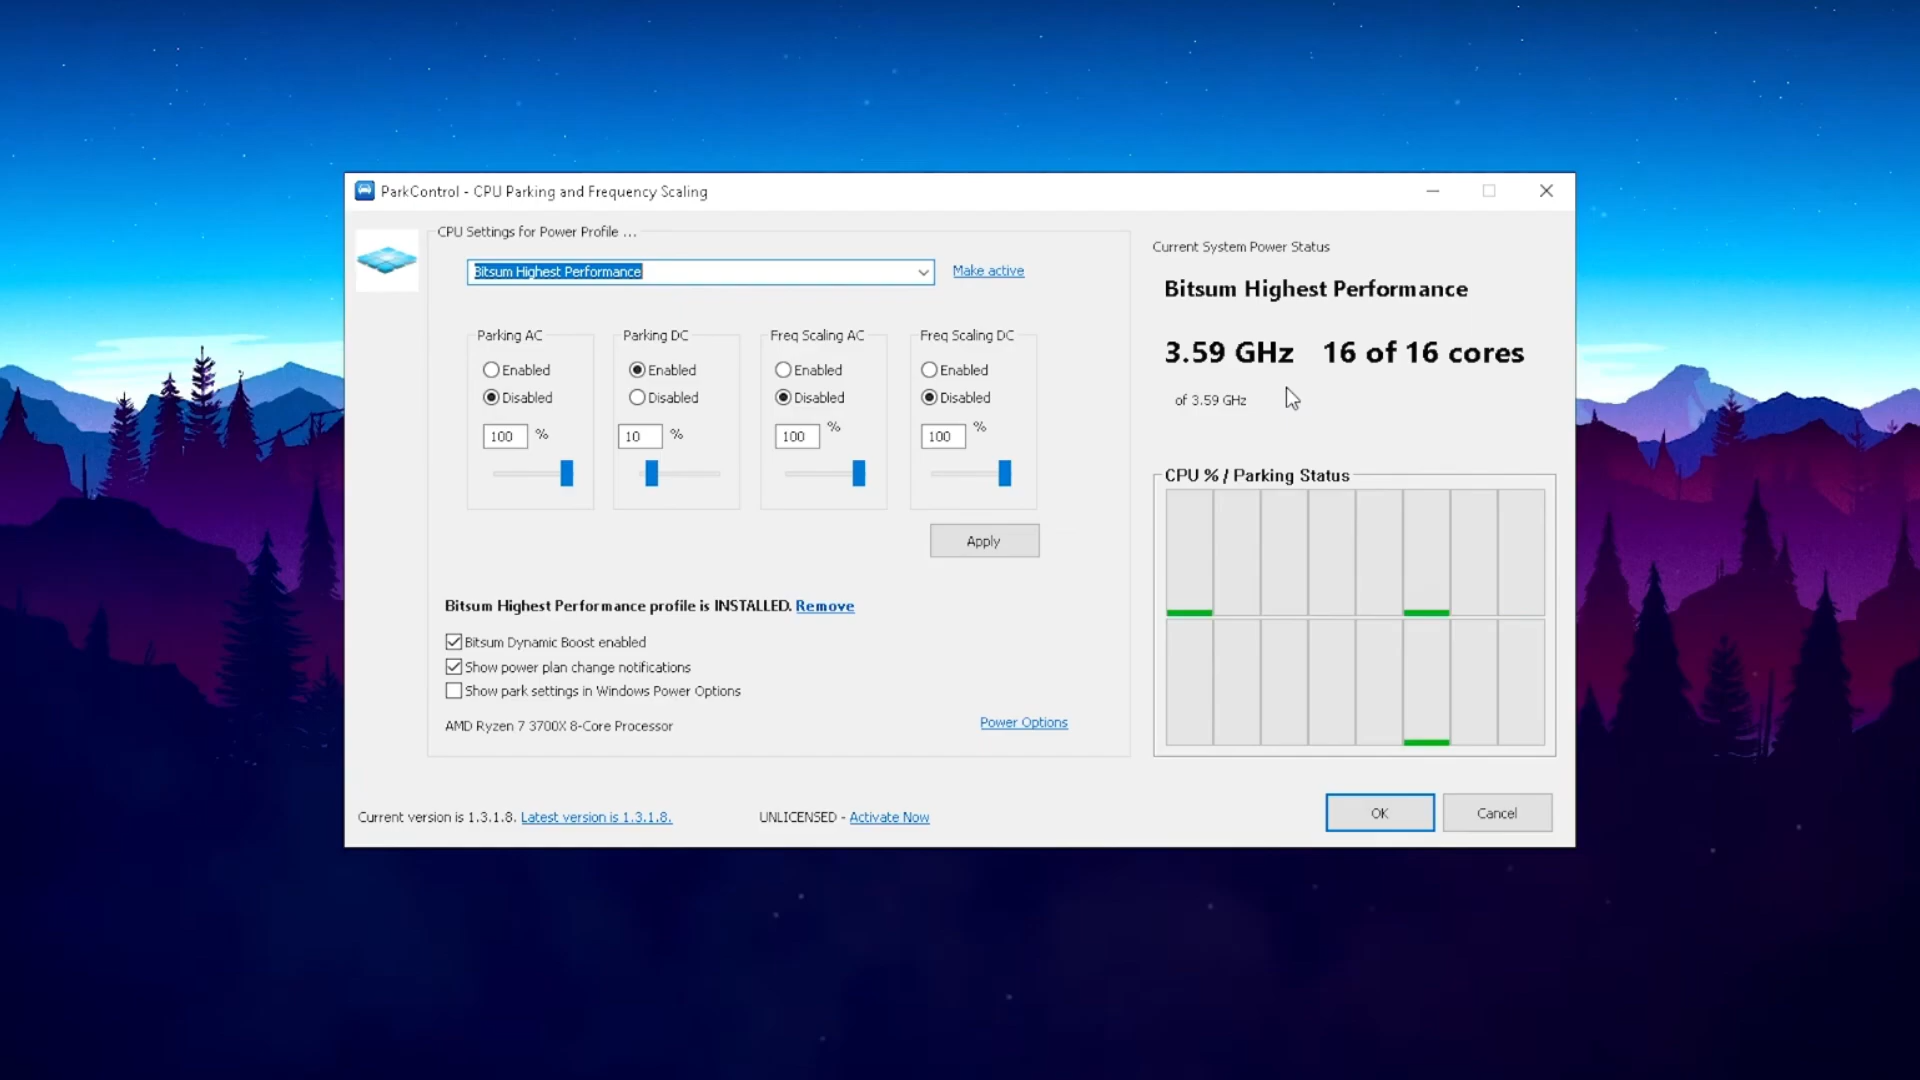 ParkControl - CPU Parking and Frequency Scaling
CPU Settings for Power Profile ...
Bitsum Highest Performance
Make active
Parking AC
Enabled
Disabled
100 %
Parking DC
Enabled
Disabled
10 %
Freq Scaling AC
Enabled
Disabled
100 %
Freq Scaling DC
Enabled
Disabled
100 %
Apply
Bitsum Highest Performance profile is INSTALLED. Remove
Bitsum Dynamic Boost enabled
Show power plan change notifications
Show park settings in Windows Power Options
AMD Ryzen 7 3700X 8-Core Processor
Power Options
Current System Power Status
Bitsum Highest Performance
3.59 GHz 16 of 16 cores
of 3.59 GHz
CPU % / Parking Status
Current version is 1.3.1.8. Latest version is 1.3.1.8.
UNLICENSED - Activate Now
OK
Cancel